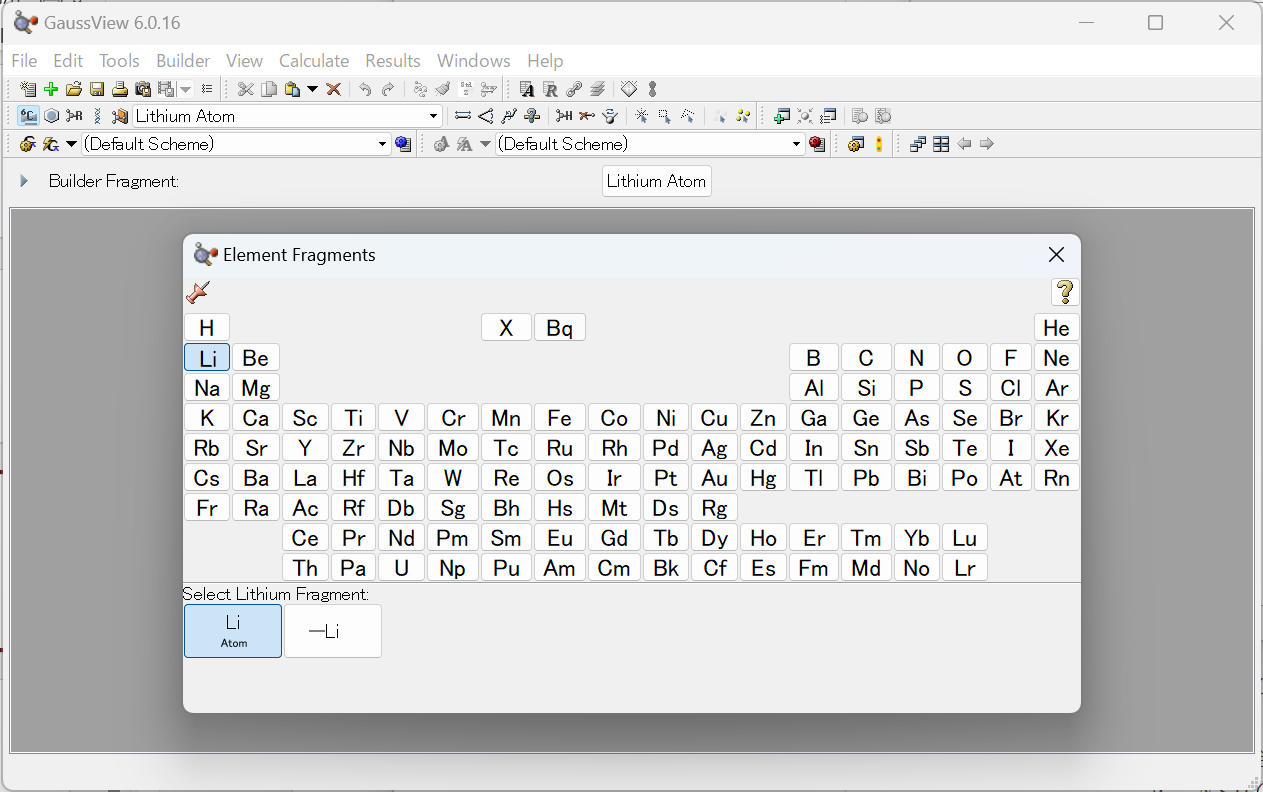 GaussView 6.0.16
File Edit Tools Builder View Calculate Results Windows Help
Lithium Atom
(Default Scheme) (Default Scheme)
Builder Fragment: Lithium Atom
Element Fragments
H X Bq He
Li Be B C N O F Ne
Na Mg Al Si P S Cl Ar
K Ca Sc Ti V Cr Mn Fe Co Ni Cu Zn Ga Ge As Se Br Kr
Rb Sr Y Zr Nb Mo Tc Ru Rh Pd Ag Cd In Sn Sb Te I Xe
Cs Ba La Hf Ta W Re Os Ir Pt Au Hg Tl Pb Bi Po At Rn
Fr Ra Ac Rf Db Sg Bh Hs Mt Ds Rg
Ce Pr Nd Pm Sm Eu Gd Tb Dy Ho Er Tm Yb Lu
Th Pa U Np Pu Am Cm Bk Cf Es Fm Md No Lr
Select Lithium Fragment:
Li
Atom
—Li